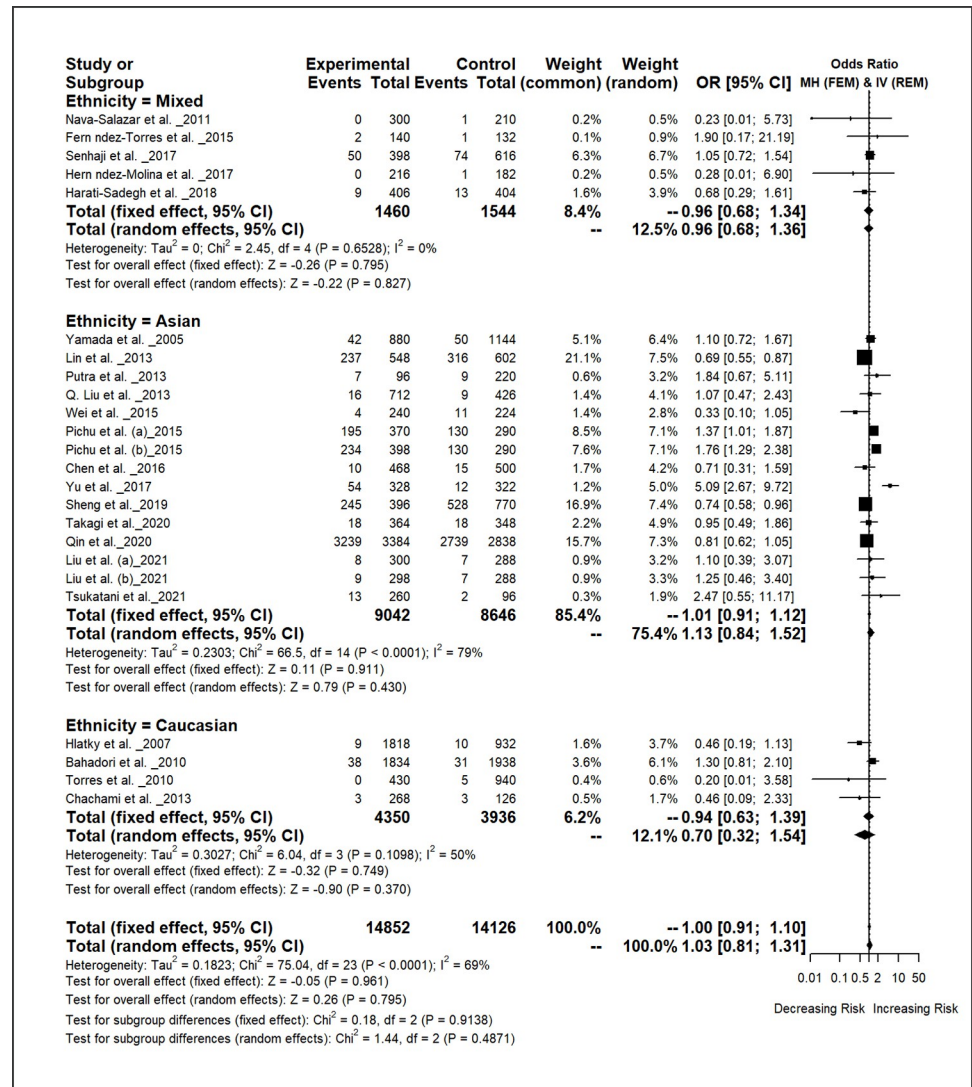 Study or Experimental Control Weight Weight Odds Ratio
Subgroup Events Total Events Total (common) (random) OR [95% CI] MH (FEM) & IV (REM)
Ethnicity = Mixed
Nava-Salazar et al. _2011 0 300 1 210 0.2% 0.5% 0.23 [0.01; 5.73]
Fern ndez-Torres et al. _2015 2 140 1 132 0.1% 0.9% 1.90 [0.17; 21.19]
Senhaji et al. _2017 50 398 74 616 6.3% 6.7% 1.05 [0.72; 1.54]
Hern ndez-Molina et al. _2017 0 216 1 182 0.2% 0.5% 0.28 [0.01; 6.90]
Harati-Sadegh et al. _2018 9 406 13 404 1.6% 3.9% 0.68 [0.29; 1.61]
Total (fixed effect, 95% CI) 1460 1544 8.4% -- 0.96 [0.68; 1.34]
Total (random effects, 95% CI) -- 12.5% 0.96 [0.68; 1.36]
Heterogeneity: Tau² = 0; Chi² = 2.45, df = 4 (P = 0.6528); I² = 0%
Test for overall effect (fixed effect): Z = -0.26 (P = 0.795)
Test for overall effect (random effects): Z = -0.22 (P = 0.827)
Ethnicity = Asian
Yamada et al. _2005 42 880 50 1144 5.1% 6.4% 1.10 [0.72; 1.67]
Lin et al. _2013 237 548 316 602 21.1% 7.5% 0.69 [0.55; 0.87]
Putra et al. _2013 7 96 9 220 0.6% 3.2% 1.84 [0.67; 5.11]
Q. Liu et al. _2013 16 712 9 426 1.4% 4.1% 1.07 [0.47; 2.43]
Wei et al. _2015 4 240 11 224 1.4% 2.8% 0.33 [0.10; 1.05]
Pichu et al. (a)_2015 195 370 130 290 8.5% 7.1% 1.37 [1.01; 1.87]
Pichu et al. (b)_2015 234 398 130 290 7.6% 7.1% 1.76 [1.29; 2.38]
Chen et al. _2016 10 468 15 500 1.7% 4.2% 0.71 [0.31; 1.59]
Yu et al. _2017 54 328 12 322 1.2% 5.0% 5.09 [2.67; 9.72]
Sheng et al. _2019 245 396 528 770 16.9% 7.4% 0.74 [0.58; 0.96]
Takagi et al. _2020 18 364 18 348 2.2% 4.9% 0.95 [0.49; 1.86]
Qin et al. _2020 3239 3384 2739 2838 15.7% 7.3% 0.81 [0.62; 1.05]
Liu et al. (a)_2021 8 300 7 288 0.9% 3.2% 1.10 [0.39; 3.07]
Liu et al. (b)_2021 9 298 7 288 0.9% 3.3% 1.25 [0.46; 3.40]
Tsukatani et al._2021 13 260 2 96 0.3% 1.9% 2.47 [0.55; 11.17]
Total (fixed effect, 95% CI) 9042 8646 85.4% -- 1.01 [0.91; 1.12]
Total (random effects, 95% CI) -- 75.4% 1.13 [0.84; 1.52]
Heterogeneity: Tau² = 0.2303; Chi² = 66.5, df = 14 (P < 0.0001); I² = 79%
Test for overall effect (fixed effect): Z = 0.11 (P = 0.911)
Test for overall effect (random effects): Z = 0.79 (P = 0.430)
Ethnicity = Caucasian
Hlatky et al. _2007 9 1818 10 932 1.6% 3.7% 0.46 [0.19; 1.13]
Bahadori et al. _2010 38 1834 31 1938 3.6% 6.1% 1.30 [0.81; 2.10]
Torres et al. _2010 0 430 5 940 0.4% 0.6% 0.20 [0.01; 3.58]
Chachami et al. _2013 3 268 3 126 0.5% 1.7% 0.46 [0.09; 2.33]
Total (fixed effect, 95% CI) 4350 3936 6.2% -- 0.94 [0.63; 1.39]
Total (random effects, 95% CI) -- 12.1% 0.70 [0.32; 1.54]
Heterogeneity: Tau² = 0.3027; Chi² = 6.04, df = 3 (P = 0.1098); I² = 50%
Test for overall effect (fixed effect): Z = -0.32 (P = 0.749)
Test for overall effect (random effects): Z = -0.90 (P = 0.370)
Total (fixed effect, 95% CI) 14852 14126 100.0% -- 1.00 [0.91; 1.10]
Total (random effects, 95% CI) -- 100.0% 1.03 [0.81; 1.31]
Heterogeneity: Tau² = 0.1823; Chi² = 75.04, df = 23 (P < 0.0001); I² = 69%
Test for overall effect (fixed effect): Z = -0.05 (P = 0.961)
Test for overall effect (random effects): Z = 0.26 (P = 0.795)
Test for subgroup differences (fixed effect): Chi² = 0.18, df = 2 (P = 0.9138)
Test for subgroup differences (random effects): Chi² = 1.44, df = 2 (P = 0.4871)
0.01 0.1 0.5 2 10 50
Decreasing Risk Increasing Risk